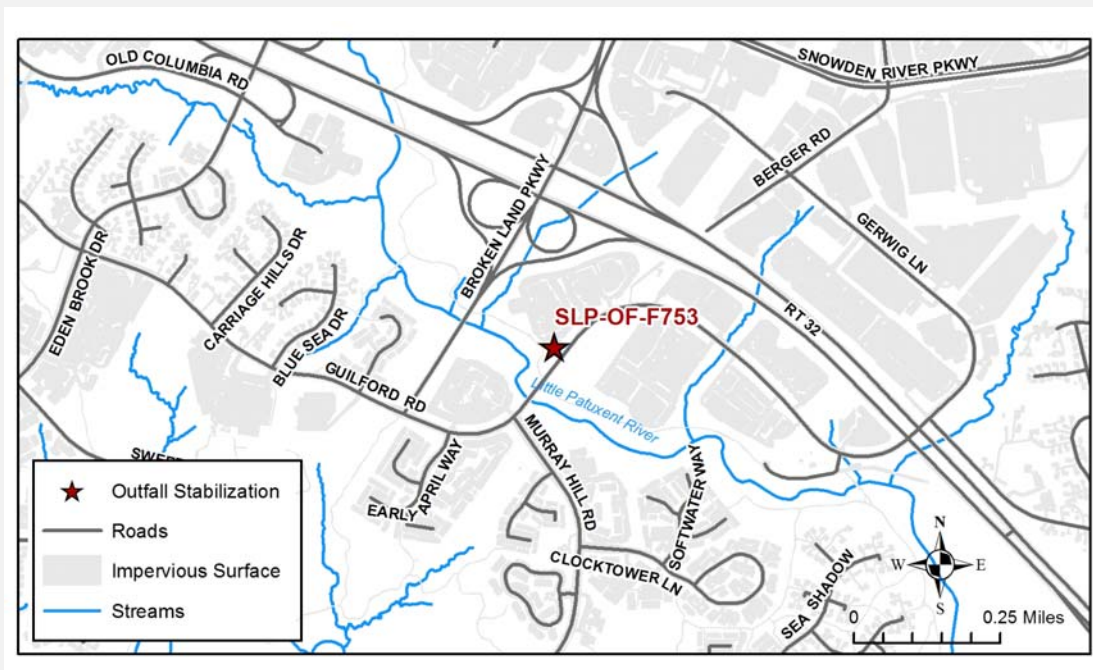 OLD COLUMBIA RD
SNOWDEN RIVER PKWY
BERGER RD
BROKEN LAND PKWY
GERWIG LN
EDEN BROOK DR
CARRIAGE HILLS DR
RT 32
SLP-OF-F753
BLUE SEA DR
GUILFORD RD
Little Patuxent River
MURRAY HILL RD
SOFTWATER WAY
EARLY APRIL WAY
CLOCKTOWER LN
SEA SHADOW
Outfall Stabilization
Roads
Impervious Surface
Streams
N
W
E
S
0
0.25 Miles